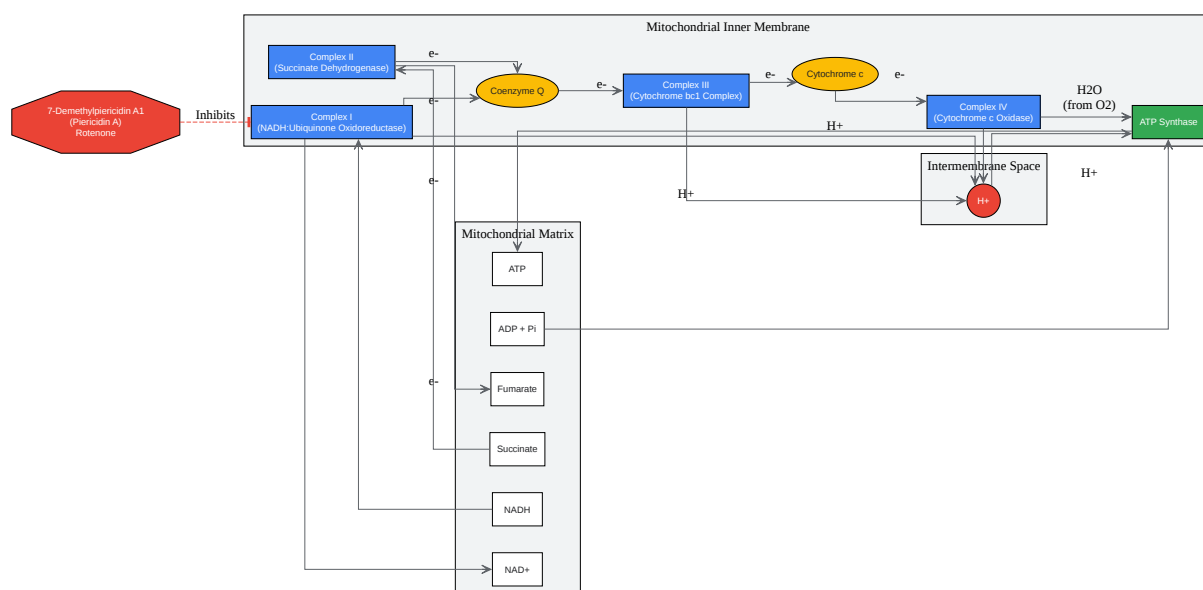 Mitochondrial Inner Membrane
Complex II
(Succinate Dehydrogenase)
e-
Coenzyme Q
e-
Complex III
(Cytochrome bc1 Complex)
e-
Cytochrome c
e-
H2O
(from O2)
7-Demethylpiericidin A1
(Piericidin A)
Rotenone
Inhibits
Complex I
(NADH:Ubiquinone Oxidoreductase)
e-
Complex IV
(Cytochrome c Oxidase)
H+
ATP Synthase
Intermembrane Space
H+
H+
e-
H+
Mitochondrial Matrix
ATP
ADP + Pi
e-
Fumarate
Succinate
NADH
NAD+